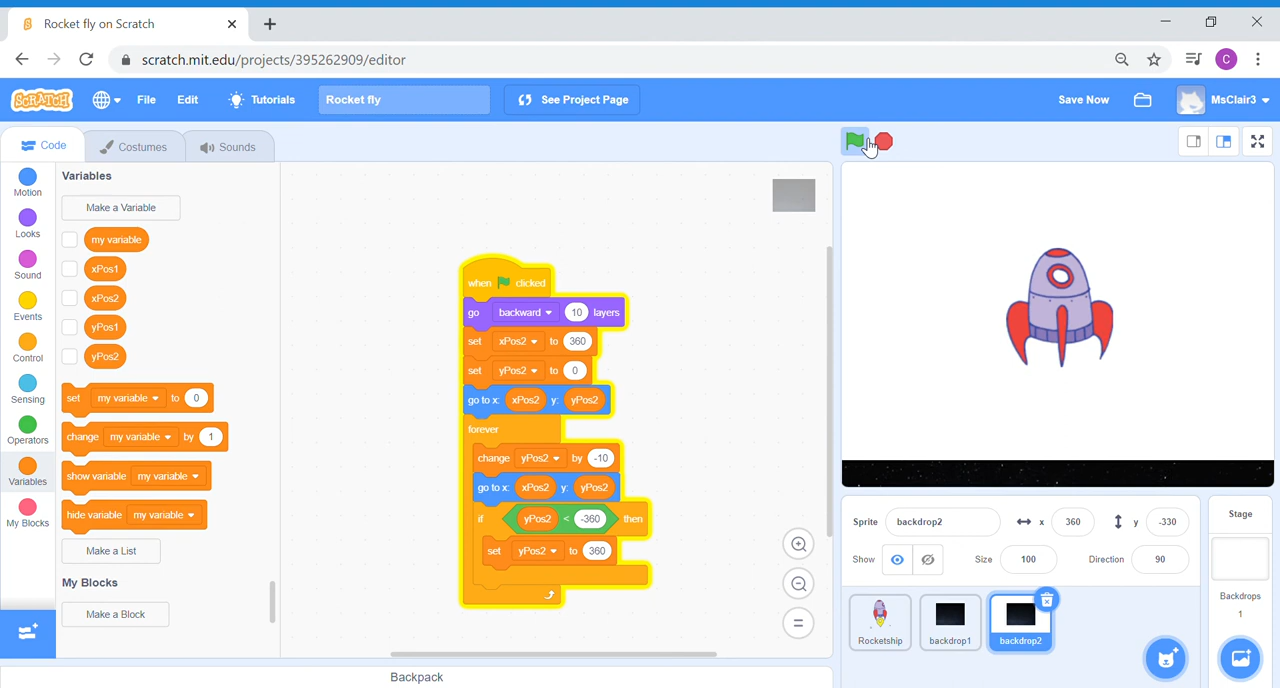 Rocket fly on Scratch
scratch.mit.edu/projects/395262909/editor
C
SCRATCH
File
Edit
Tutorials
Rocket fly
See Project Page
Save Now
MsClair3
Code
Costumes
Sounds
Motion
Looks
Sound
Events
Control
Sensing
Operators
Variables
My Blocks
Variables
Make a Variable
my variable
xPos1
xPos2
yPos1
yPos2
set my variable to 0
change my variable by 1
show variable my variable
hide variable my variable
Make a List
My Blocks
Make a Block
when clicked
go backward 10 layers
set xPos2 to 360
set yPos2 to 0
go to x: xPos2 y: yPos2
forever
change yPos2 by -10
go to x: xPos2 y: yPos2
if yPos2 < -360 then
set yPos2 to 360
Backpack
Sprite backdrop2 x 360 y -330
Show Size 100 Direction 90
Rocketship
backdrop1
backdrop2
Stage
Backdrops
1